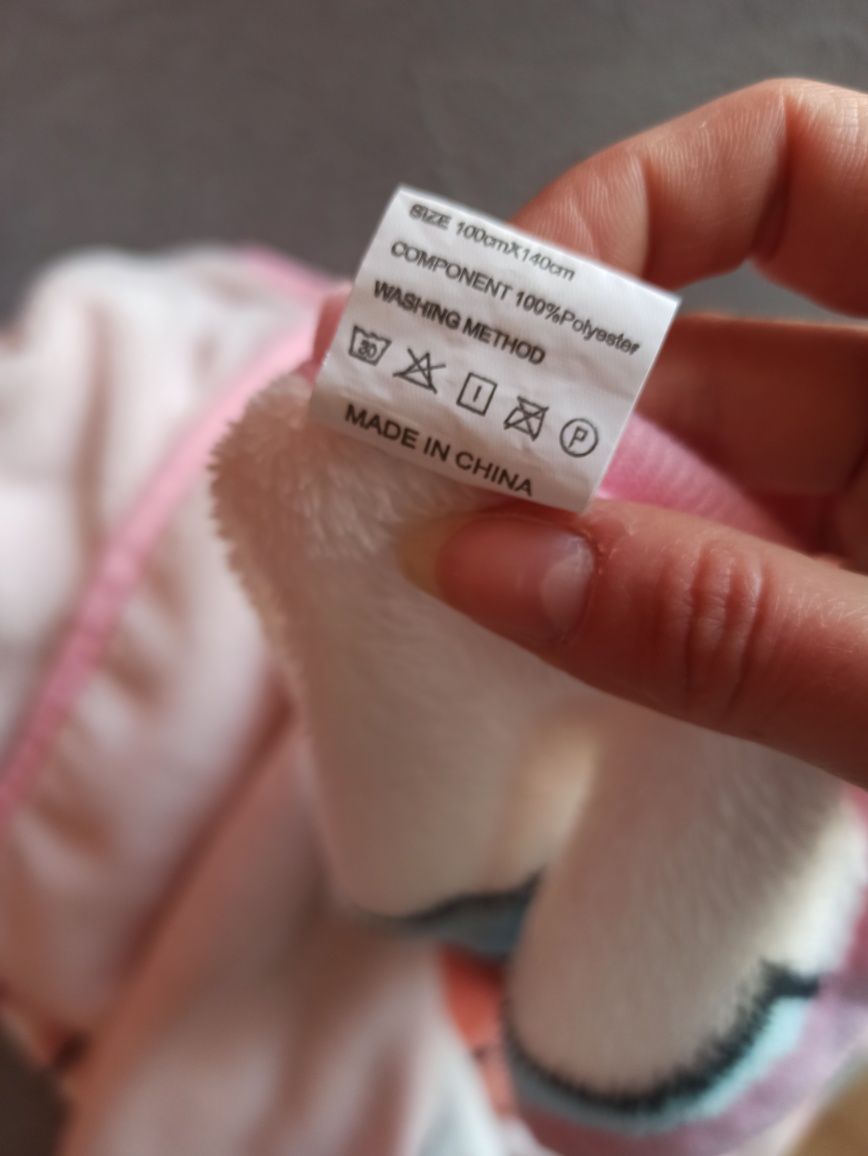 SIZE 100cmX140cm
COMPONENT 100%Polyester
WASHING METHOD
30 P
MADE IN CHINA